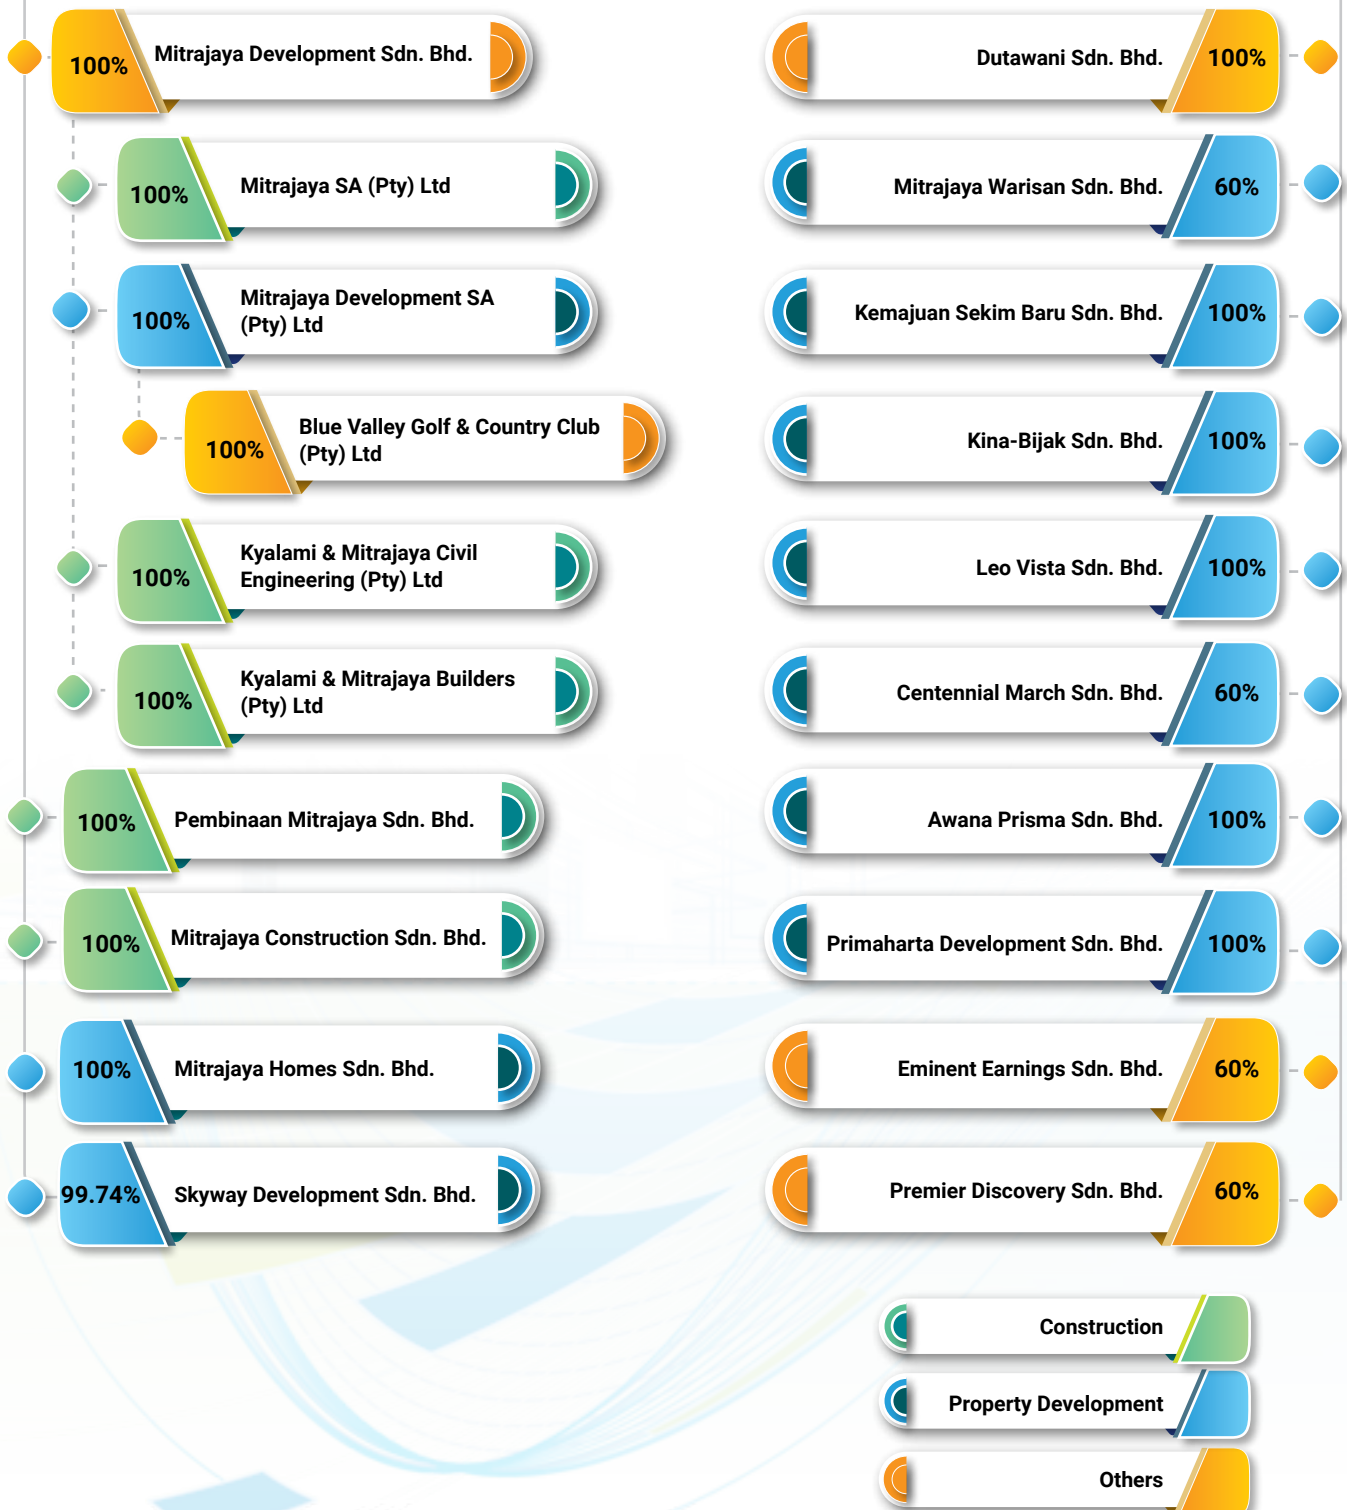 100%
Mitrajaya Development Sdn. Bhd.
100%
Mitrajaya SA (Pty) Ltd
100%
Mitrajaya Development SA
(Pty) Ltd
100%
Blue Valley Golf & Country Club
(Pty) Ltd
100%
Kyalami & Mitrajaya Civil
Engineering (Pty) Ltd
100%
Kyalami & Mitrajaya Builders
(Pty) Ltd
100%
Pembinaan Mitrajaya Sdn. Bhd.
100%
Mitrajaya Construction Sdn. Bhd.
100%
Mitrajaya Homes Sdn. Bhd.
99.74%
Skyway Development Sdn. Bhd.
Dutawani Sdn. Bhd.
100%
Mitrajaya Warisan Sdn. Bhd.
60%
Kemajuan Sekim Baru Sdn. Bhd.
100%
Kina-Bijak Sdn. Bhd.
100%
Leo Vista Sdn. Bhd.
100%
Centennial March Sdn. Bhd.
60%
Awana Prisma Sdn. Bhd.
100%
Primaharta Development Sdn. Bhd.
100%
Eminent Earnings Sdn. Bhd.
60%
Premier Discovery Sdn. Bhd.
60%
Construction
Property Development
Others